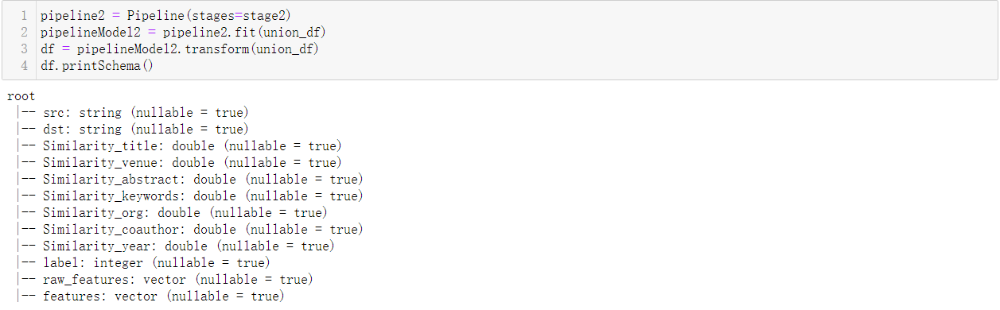 1 pipeline2 = Pipeline(stages=stage2)
2 pipelineModel2 = pipeline2.fit(union_df)
3 df = pipelineModel2.transform(union_df)
4 df.printSchema()
root
 |-- src: string (nullable = true)
 |-- dst: string (nullable = true)
 |-- Similarity_title: double (nullable = true)
 |-- Similarity_venue: double (nullable = true)
 |-- Similarity_abstract: double (nullable = true)
 |-- Similarity_keywords: double (nullable = true)
 |-- Similarity_org: double (nullable = true)
 |-- Similarity_coauthor: double (nullable = true)
 |-- Similarity_year: double (nullable = true)
 |-- label: integer (nullable = true)
 |-- raw_features: vector (nullable = true)
 |-- features: vector (nullable = true)